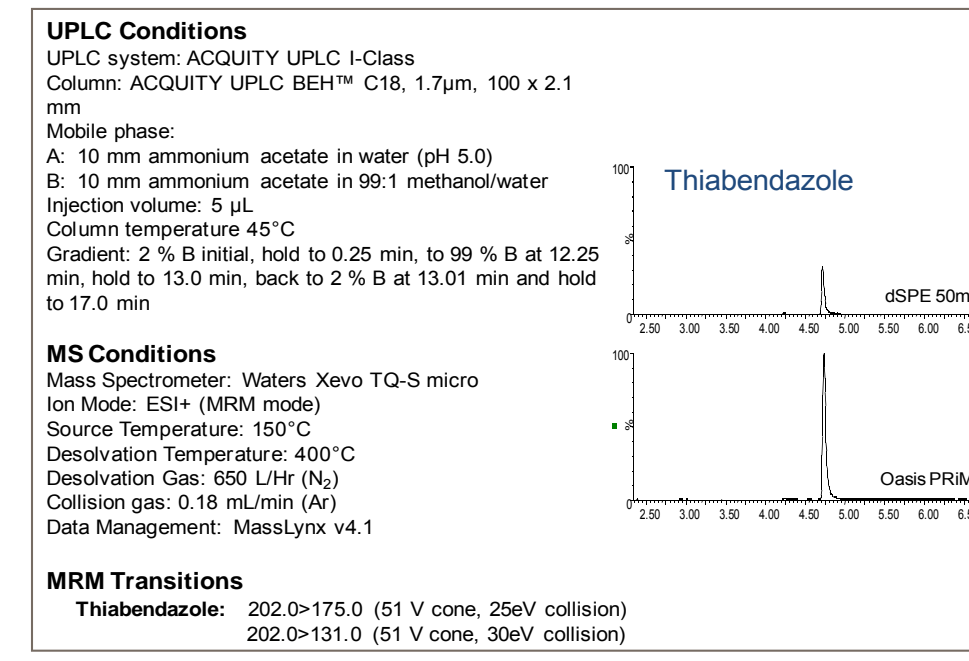 UPLC Conditions
UPLC system: ACQUITY UPLC I-Class
Column: ACQUITY UPLC BEH™ C18, 1.7µm, 100 x 2.1
mm
Mobile phase:
A: 10 mm ammonium acetate in water (pH 5.0)
B: 10 mm ammonium acetate in 99:1 methanol/water
Injection volume: 5 µL
Column temperature 45°C
Gradient: 2 % B initial, hold to 0.25 min, to 99 % B at 12.25
min, hold to 13.0 min, back to 2 % B at 13.01 min and hold
to 17.0 min
MS Conditions
Mass Spectrometer: Waters Xevo TQ-S micro
Ion Mode: ESI+ (MRM mode)
Source Temperature: 150°C
Desolvation Temperature: 400°C
Desolvation Gas: 650 L/Hr (N₂)
Collision gas: 0.18 mL/min (Ar)
Data Management: MassLynx v4.1
MRM Transitions
Thiabendazole: 202.0>175.0 (51 V cone, 25eV collision)
202.0>131.0 (51 V cone, 30eV collision)
100
Thiabendazole
%
dSPE 50m
0
2.50 3.00 3.50 4.00 4.50 5.00 5.50 6.00 6.5
100
%
Oasis PRiM
0
2.50 3.00 3.50 4.00 4.50 5.00 5.50 6.00 6.5